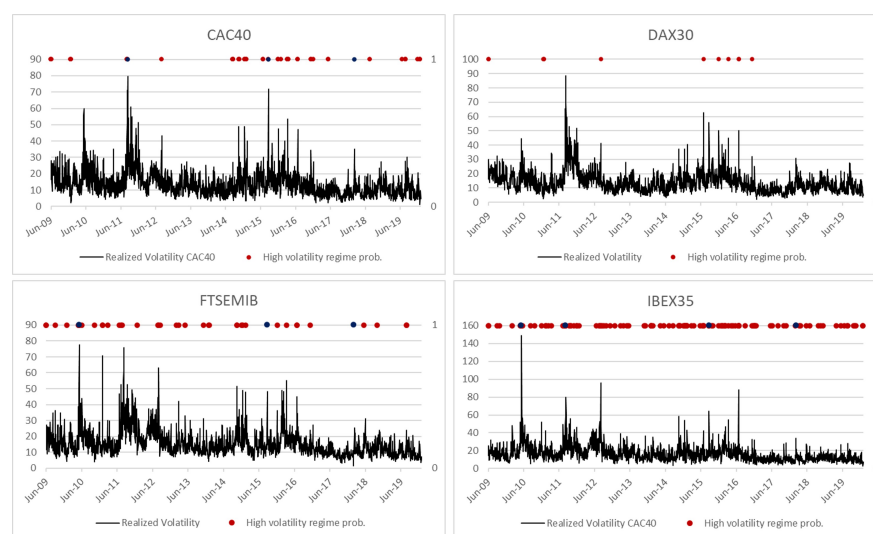 CAC40
90
80
70
60
50
40
30
20
10
0
1
0
Jun-09
Jun-10
Jun-11
Jun-12
Jun-13
Jun-14
Jun-15
Jun-16
Jun-17
Jun-18
Jun-19
Realized Volatility CAC40
High volatility regime prob.
DAX30
100
90
80
70
60
50
40
30
20
10
0
Jun-09
Jun-10
Jun-11
Jun-12
Jun-13
Jun-14
Jun-15
Jun-16
Jun-17
Jun-18
Jun-19
Realized Volatility
High volatility regime prob.
FTSEMIB
90
80
70
60
50
40
30
20
10
0
1
0
Jun-09
Jun-10
Jun-11
Jun-12
Jun-13
Jun-14
Jun-15
Jun-16
Jun-17
Jun-18
Jun-19
Realized Volatility
High volatility regime prob.
IBEX35
160
140
120
100
80
60
40
20
0
Jun-09
Jun-10
Jun-11
Jun-12
Jun-13
Jun-14
Jun-15
Jun-16
Jun-17
Jun-18
Jun-19
Realized Volatility CAC40
High volatility regime prob.